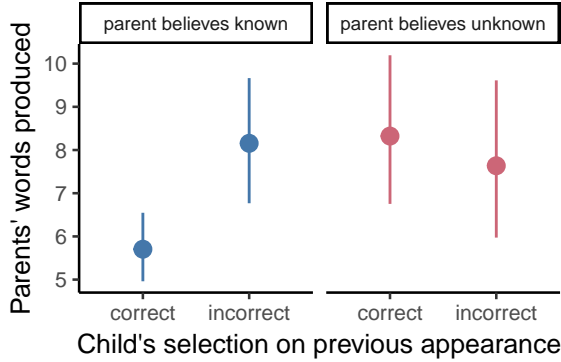 parent believes known
parent believes unknown
Parents' words produced
10
9
8
7
6
5
correct
incorrect
correct
incorrect
Child's selection on previous appearance